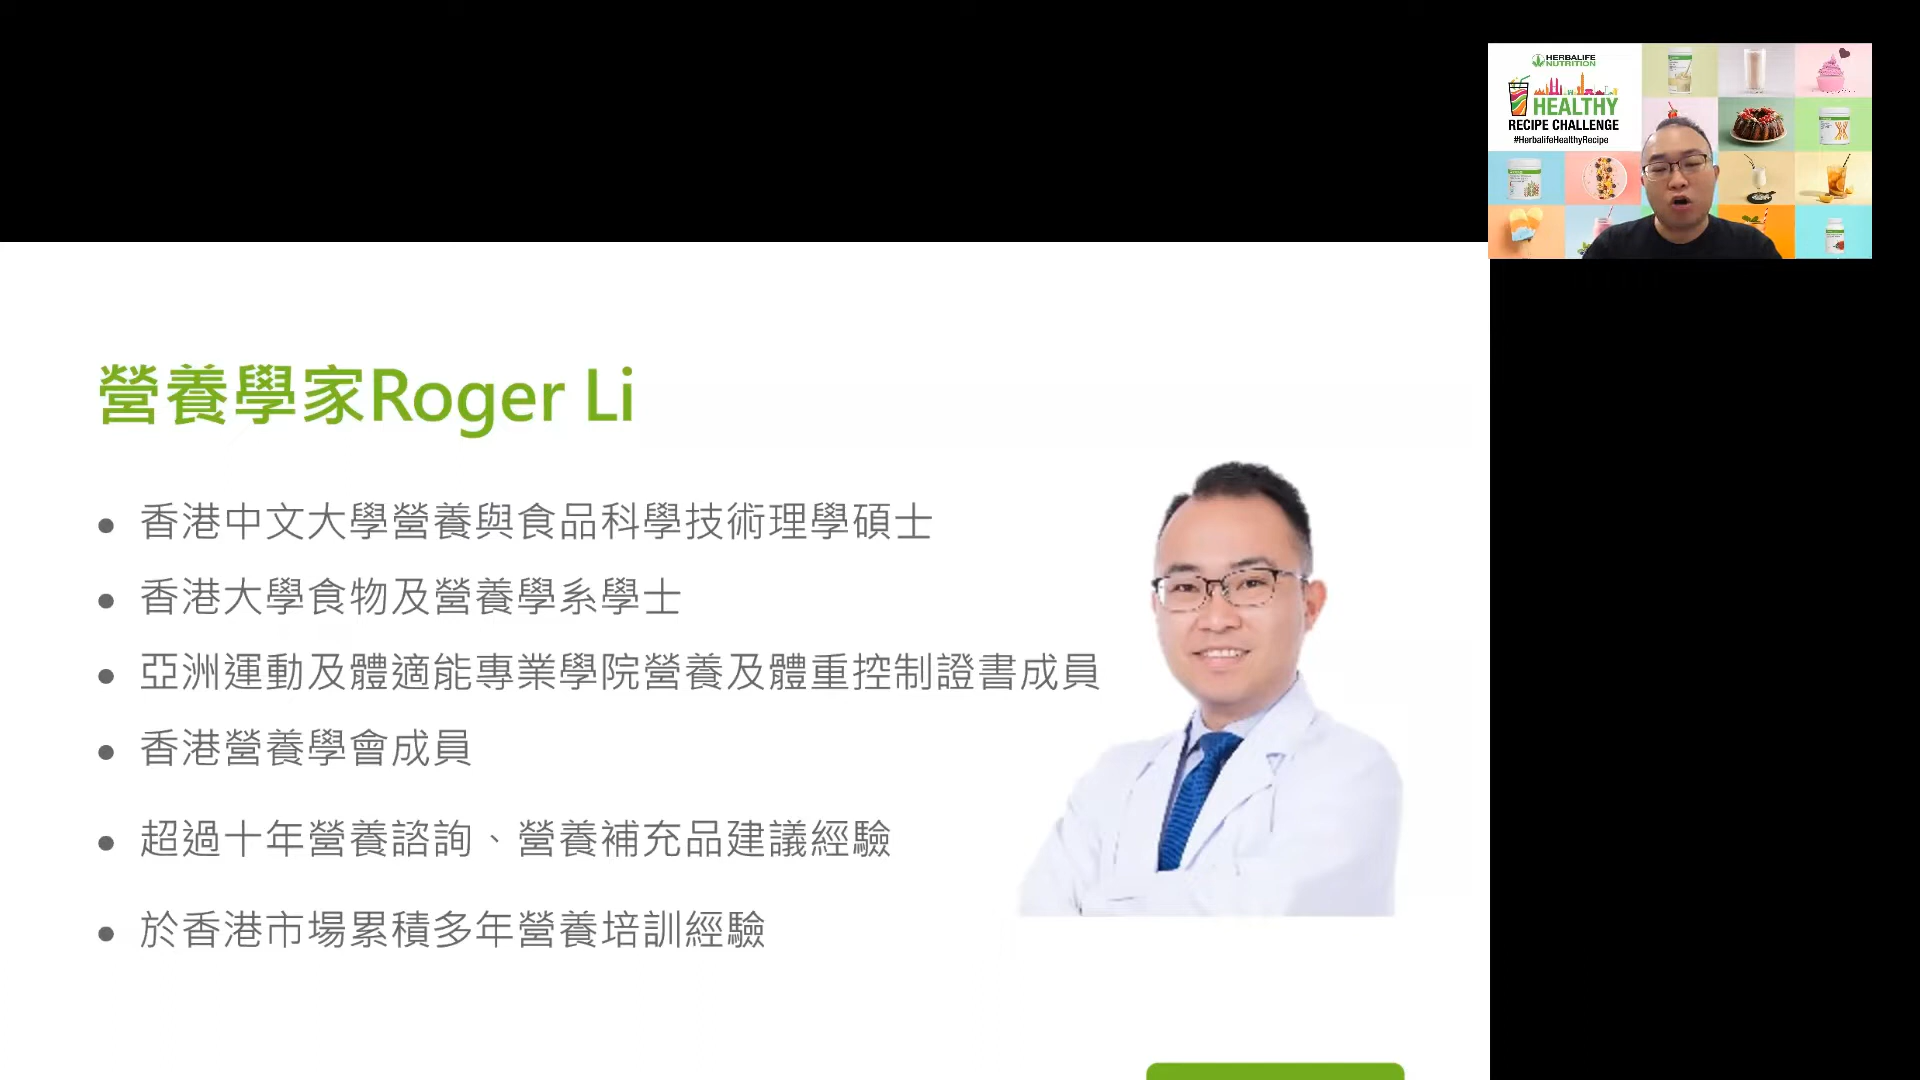 HERBALIFE
NUTRITION
HEALTHY
RECIPE CHALLENGE
#HerbalifeHealthyRecipe
營養學家Roger Li
● 香港中文大學營養與食品科學技術理學碩士
● 香港大學食物及營養學系學士
● 亞洲運動及體適能專業學院營養及體重控制證書成員
● 香港營養學會成員
● 超過十年營養諮詢、營養補充品建議經驗
● 於香港市場累積多年營養培訓經驗